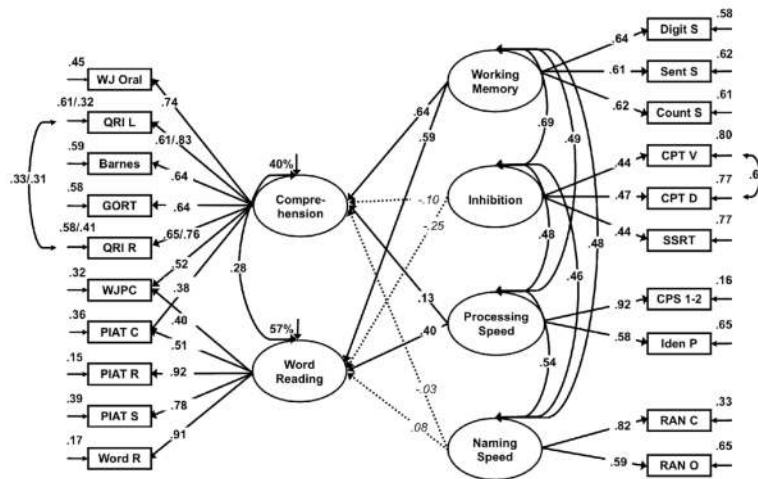 .45
WJ Oral
.74
.61/.32
QRI L
.61/.83
.59
Barnes
.64
.33/.31
.58
GORT
.64
.58/.41
QRI R
.65/.76
.32
WJPC
.52
.38
.36
PIAT C
.40
.51
.15
PIAT R
.92
.39
PIAT S
.78
.17
Word R
.91
40%
Compre-
hension
.28
57%
Word
Reading
.64
.59
-.10
-.25
.13
.40
-.03
.08
Working
Memory
.69
.49
Inhibition
.48
.46
.48
Processing
Speed
.54
Naming
Speed
.64
Digit S
.58
.61
Sent S
.62
.62
Count S
.61
.44
CPT V
.80
.47
CPT D
.77
.44
SSRT
.77
.92
CPS 1-2
.16
.58
Iden P
.65
.82
RAN C
.33
.59
RAN O
.65